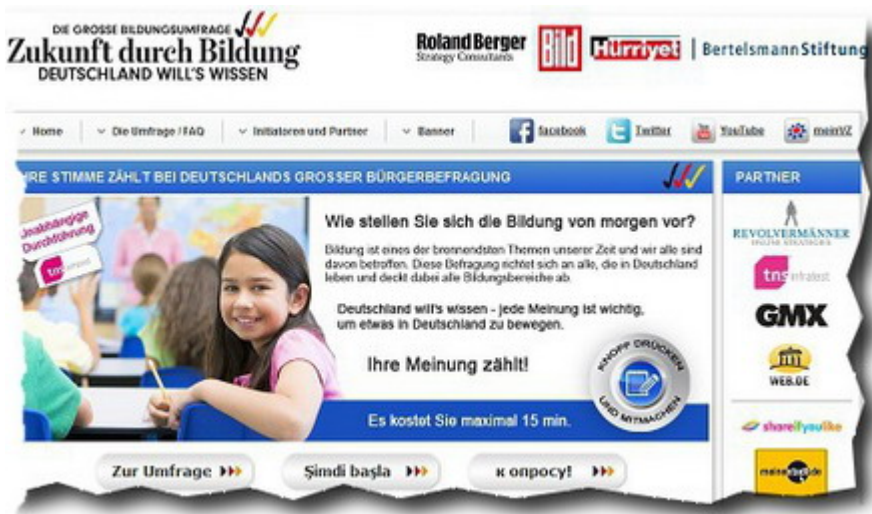 DIE GROSSE BILDUNGSUMFRAGE
Zukunft durch Bildung
DEUTSCHLAND WILL'S WISSEN
Roland Berger
Strategy Consultants
Bild
Hürriyet
BertelsmannStiftung
Home
Die Umfrage / FAQ
Initiatoren und Partner
Banner
facebook
Twitter
YouTube
meinVZ
HRE STIMME ZÄHLT BEI DEUTSCHLANDS GROSSER BÜRGERBEFRAGUNG
PARTNER
Unabhängige
Durchführung
tns infratest
Wie stellen Sie sich die Bildung von morgen vor?
Bildung ist eines der brennendsten Themen unserer Zeit und wir alle sind
davon betroffen. Diese Befragung richtet sich an alle, die in Deutschland
leben und deckt dabei alle Bildungsbereiche ab.
Deutschland will's wissen - jede Meinung ist wichtig,
um etwas in Deutschland zu bewegen.
Ihre Meinung zählt!
KNOPF DRÜCKEN
UND MITMACHEN
Es kostet Sie maximal 15 min.
Zur Umfrage
Şimdi başla
к опросу!
REVOLVERMÄNNER
ONLINE STRATEGIEN
tns infratest
GMX
WEB.DE
shareifyoulike